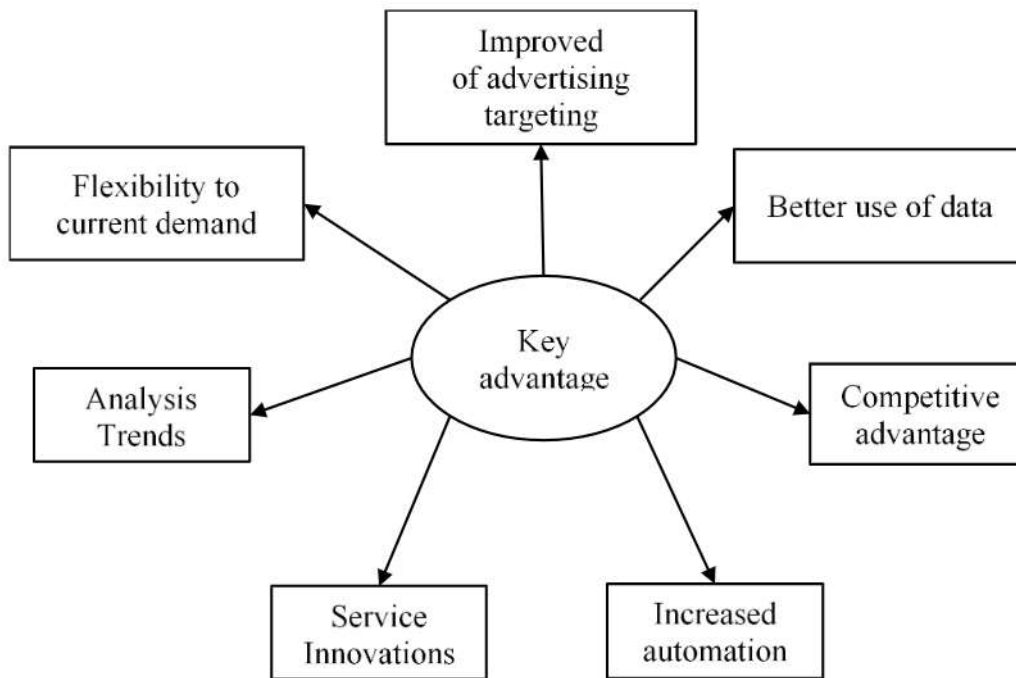 Improved
of advertising
targeting
Flexibility to
current demand
Better use of data
Key
advantage
Analysis
Trends
Competitive
advantage
Service
Innovations
Increased
automation